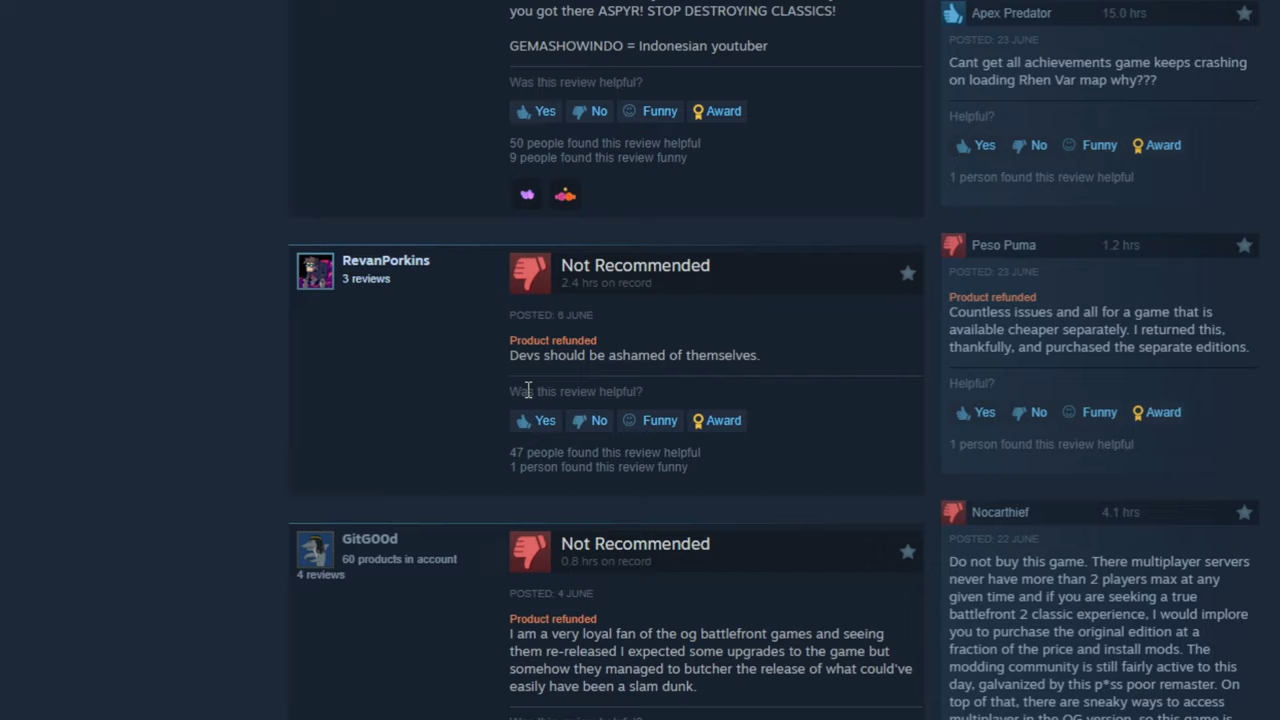 you got there ASPYR! STOP DESTROYING CLASSICS!
GEMASHOWINDO = Indonesian youtuber
Was this review helpful?
Yes No Funny Award
50 people found this review helpful
9 people found this review funny
RevanPorkins
3 reviews
Not Recommended
2.4 hrs on record
POSTED: 6 JUNE
Product refunded
Devs should be ashamed of themselves.
Was this review helpful?
Yes No Funny Award
47 people found this review helpful
1 person found this review funny
GitGOOd
60 products in account
4 reviews
Not Recommended
0.8 hrs on record
POSTED: 4 JUNE
Product refunded
I am a very loyal fan of the og battlefront games and seeing
them re-released I expected some upgrades to the game but
somehow they managed to butcher the release of what could've
easily have been a slam dunk.
Apex Predator 15.0 hrs
POSTED: 23 JUNE
Cant get all achievements game keeps crashing
on loading Rhen Var map why???
Helpful?
Yes No Funny Award
1 person found this review helpful
Peso Puma 1.2 hrs
POSTED: 23 JUNE
Product refunded
Countless issues and all for a game that is
available cheaper separately. I returned this,
thankfully, and purchased the separate editions.
Helpful?
Yes No Funny Award
1 person found this review helpful
Nocarthief 4.1 hrs
POSTED: 22 JUNE
Do not buy this game. There multiplayer servers
never have more than 2 players max at any
given time and if you are seeking a true
battlefront 2 classic experience, I would implore
you to purchase the original edition at a
fraction of the price and install mods. The
modding community is still fairly active to this
day, galvanized by this p*ss poor remaster. On
top of that, there are sneaky ways to access
multiplayer in the OG version, so this game is